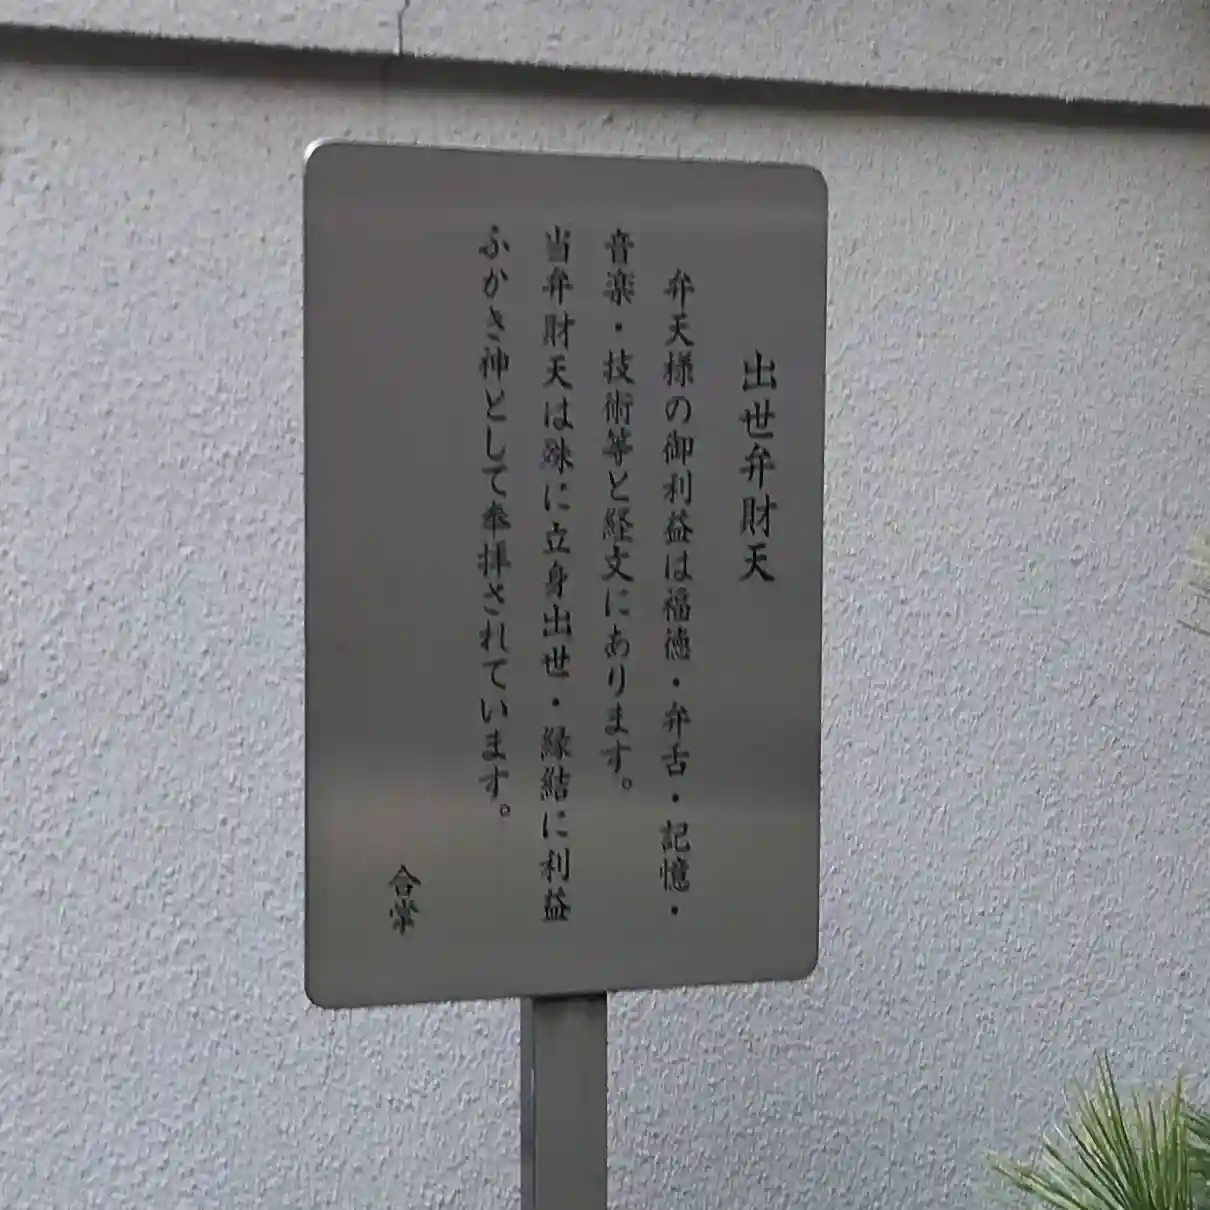 出世弁財天
弁天様の御利益は福徳・弁舌・記憶・
音楽・技術等と経文にあります。
当弁財天は殊に立身出世・縁結に利益
ふかき神として奉拝されています。
合掌